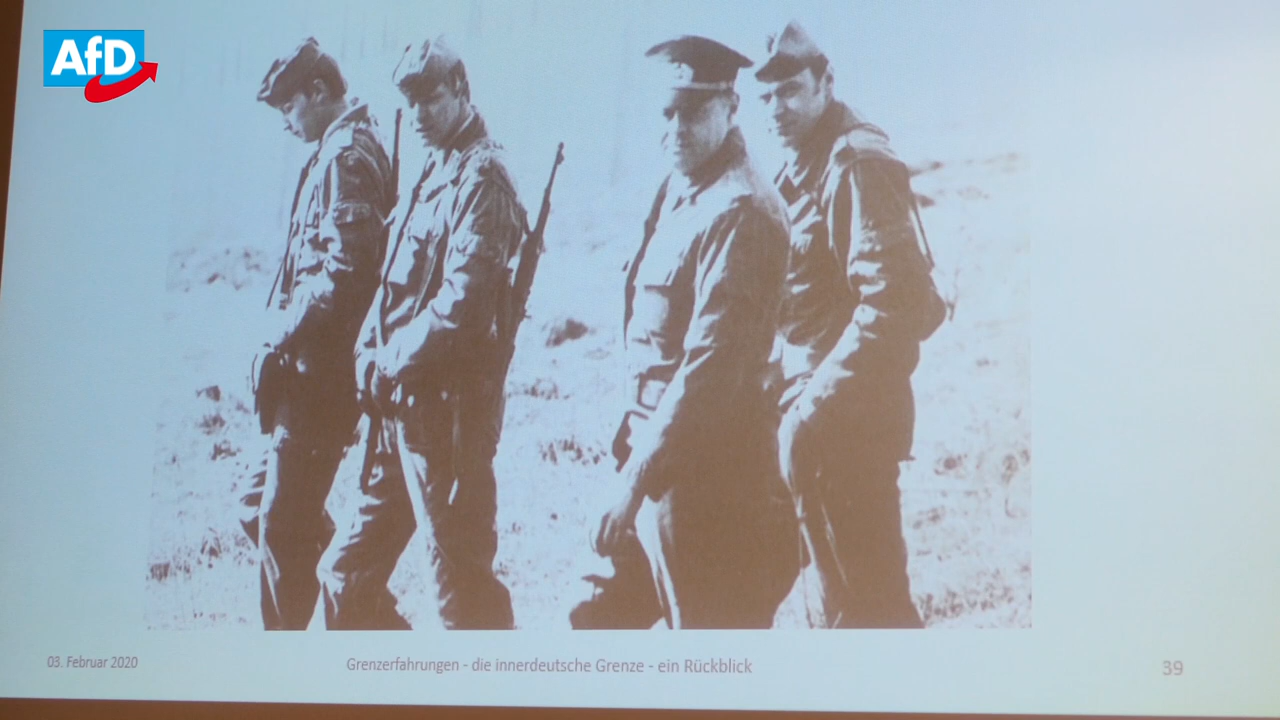 AfD
03. Februar 2020
Grenzerfahrungen - die innerdeutsche Grenze - ein Rückblick
39